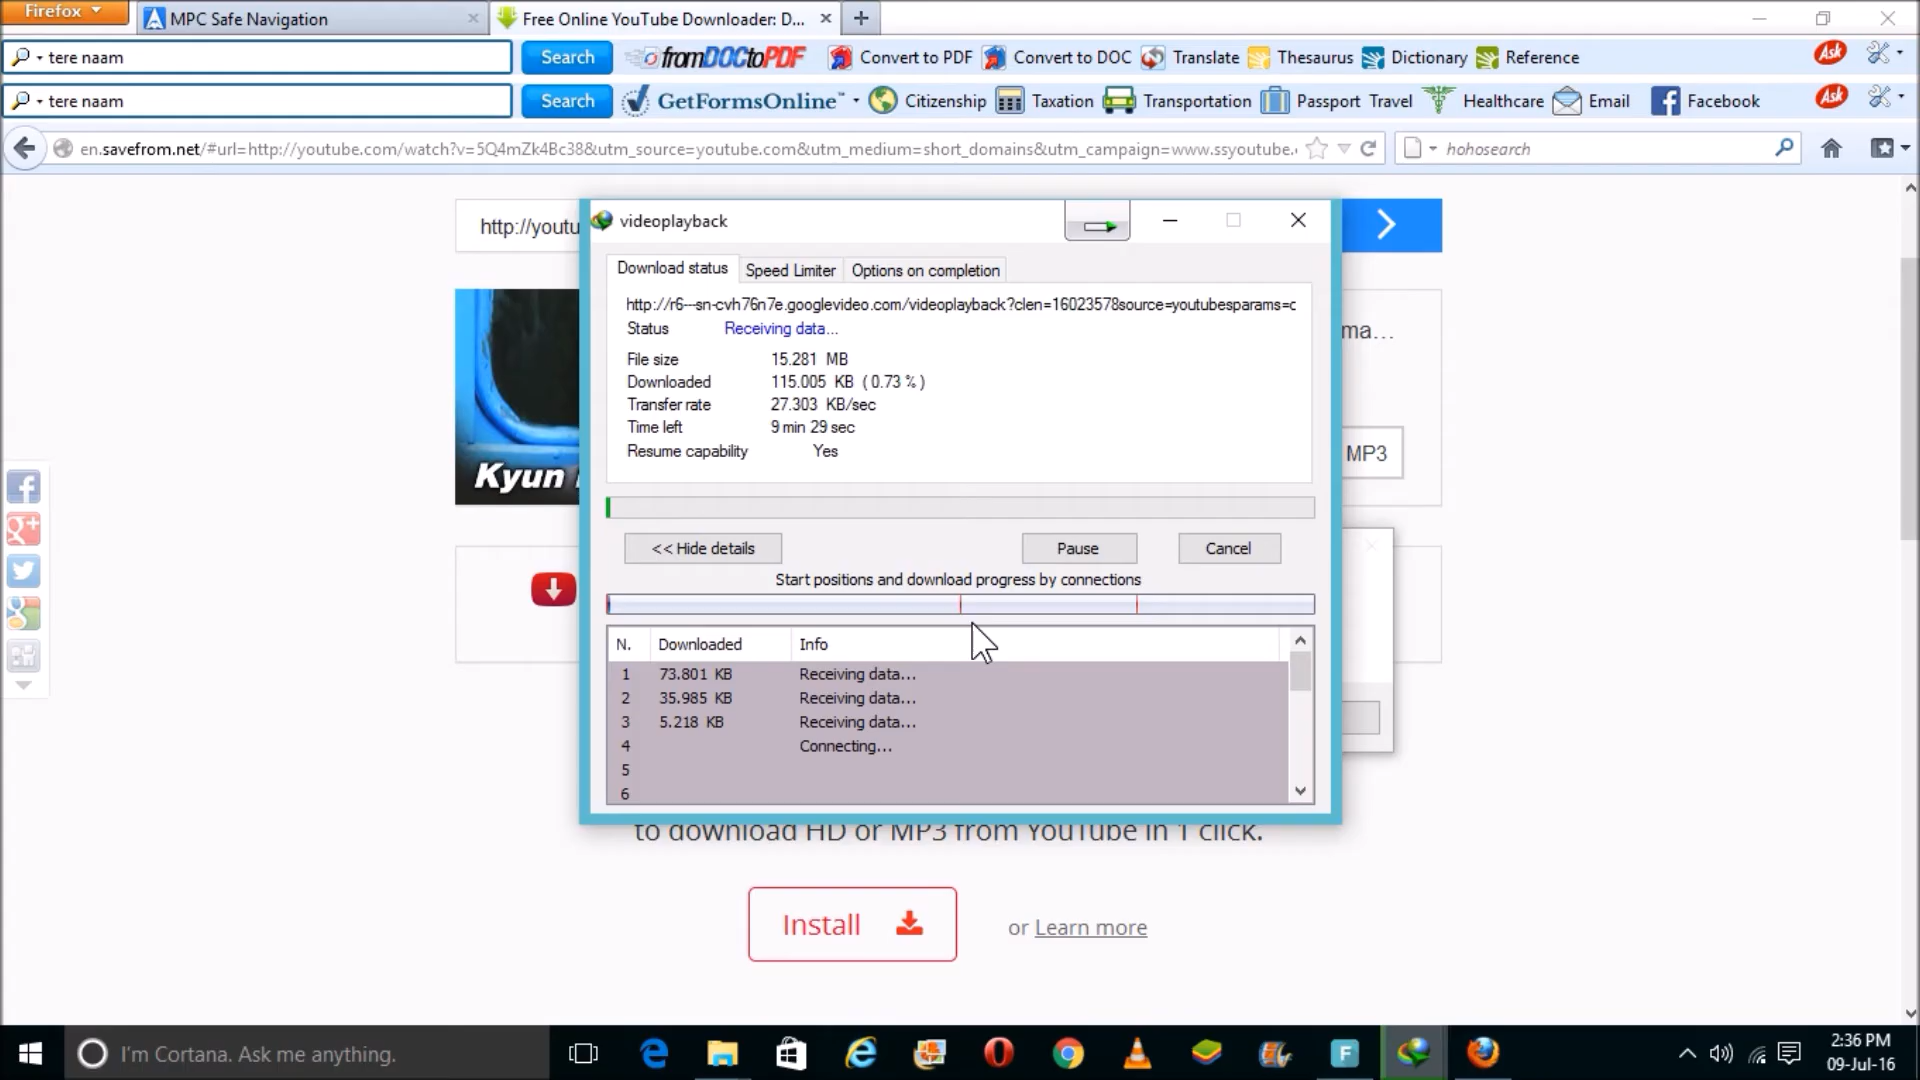 Firefox
MPC Safe Navigation
Free Online YouTube Downloader: D...
tere naam
Search
fromDOCtoPDF
Convert to PDF
Convert to DOC
Translate
Thesaurus
Dictionary
Reference
Ask
tere naam
Search
GetFormsOnline™
Citizenship
Taxation
Transportation
Passport Travel
Healthcare
Email
Facebook
Ask
en.savefrom.net/#url=http://youtube.com/watch?v=5Q4mZk4Bc38&utm_source=youtube.com&utm_medium=short_domains&utm_campaign=www.ssyoutube.
hohosearch
http://youtu
videoplayback
Download status
Speed Limiter
Options on completion
http://r6---sn-cvh76n7e.googlevideo.com/videoplayback?clen=16023578source=youtubesparams=c
Status Receiving data...
File size 15.281 MB
Downloaded 115.005 KB ( 0.73 % )
Transfer rate 27.303 KB/sec
Time left 9 min 29 sec
Resume capability Yes
ma...
MP3
Kyun
<< Hide details
Pause
Cancel
Start positions and download progress by connections
N. Downloaded Info
1 73.801 KB Receiving data...
2 35.985 KB Receiving data...
3 5.218 KB Receiving data...
4 Connecting...
5
6
to download HD or MP3 from YouTube in 1 click.
Install
or Learn more
I'm Cortana. Ask me anything.
2:36 PM
09-Jul-16